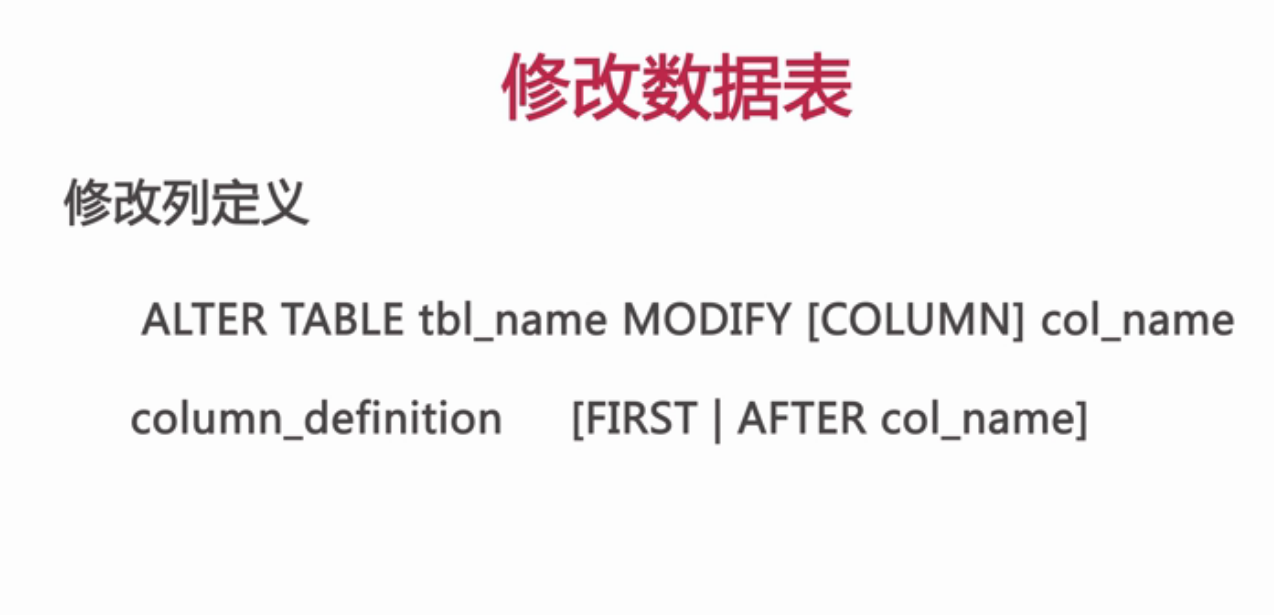 修改数据表
修改列定义
ALTER TABLE tbl_name MODIFY [COLUMN] col_name
column_definition [FIRST | AFTER col_name]